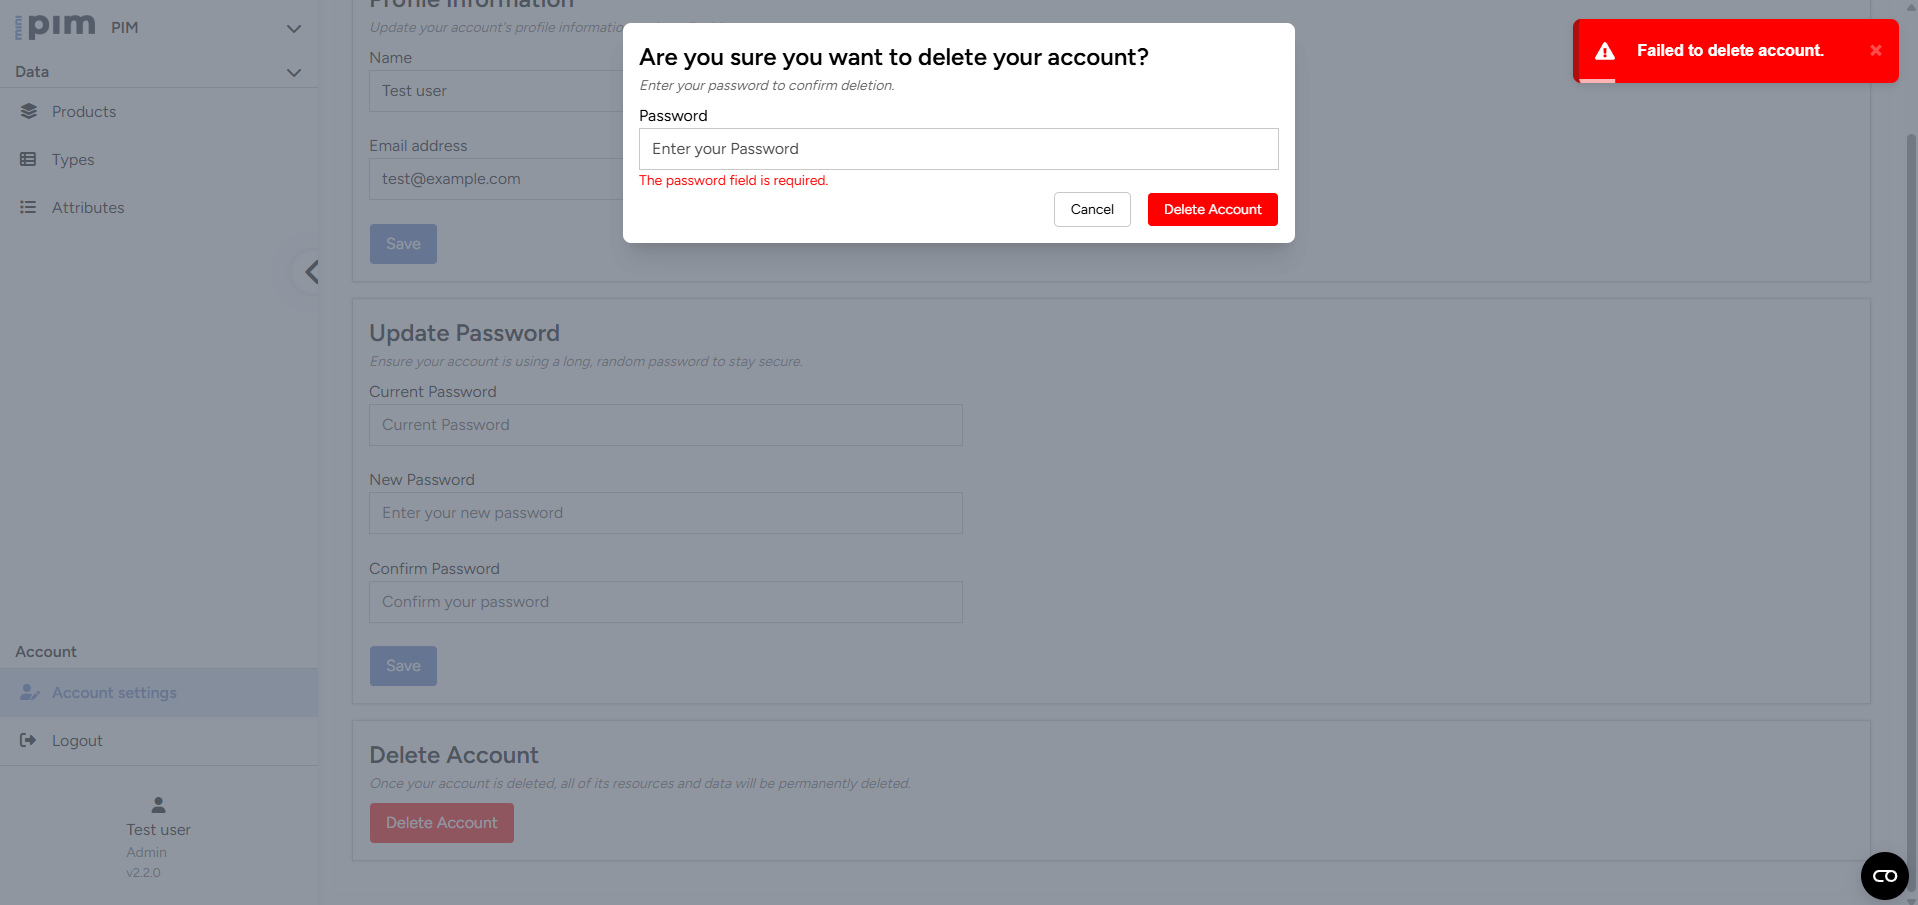 mini pim PIM
Data
Products
Types
Attributes
Account
Account settings
Logout
Test user
Admin
v2.2.0
Profile Information
Update your account's profile informatio
Name
Test user
Email address
test@example.com
Save
Update Password
Ensure your account is using a long, random password to stay secure.
Current Password
Current Password
New Password
Enter your new password
Confirm Password
Confirm your password
Save
Delete Account
Once your account is deleted, all of its resources and data will be permanently deleted.
Delete Account
Are you sure you want to delete your account?
Enter your password to confirm deletion.
Password
Enter your Password
The password field is required.
Cancel
Delete Account
Failed to delete account.